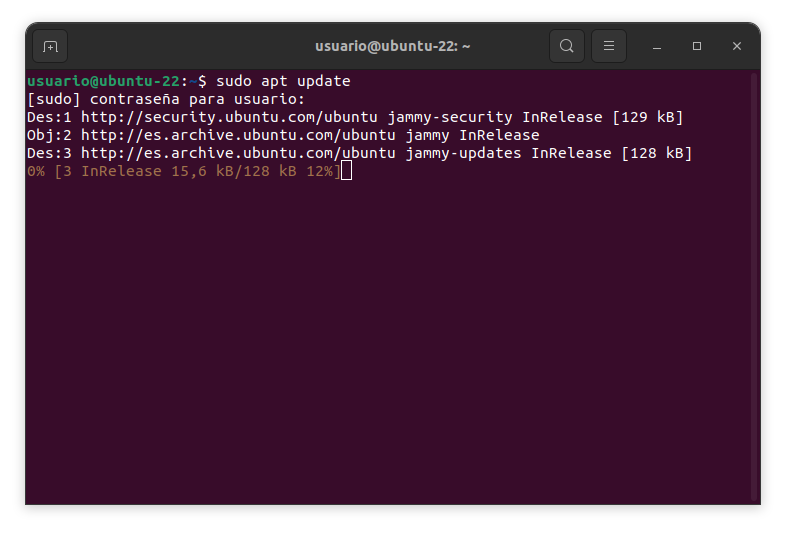 usuario@ubuntu-22: ~
usuario@ubuntu-22:~$ sudo apt update
[sudo] contraseña para usuario:
Des:1 http://security.ubuntu.com/ubuntu jammy-security InRelease [129 kB]
Obj:2 http://es.archive.ubuntu.com/ubuntu jammy InRelease
Des:3 http://es.archive.ubuntu.com/ubuntu jammy-updates InRelease [128 kB]
0% [3 InRelease 15,6 kB/128 kB 12%]